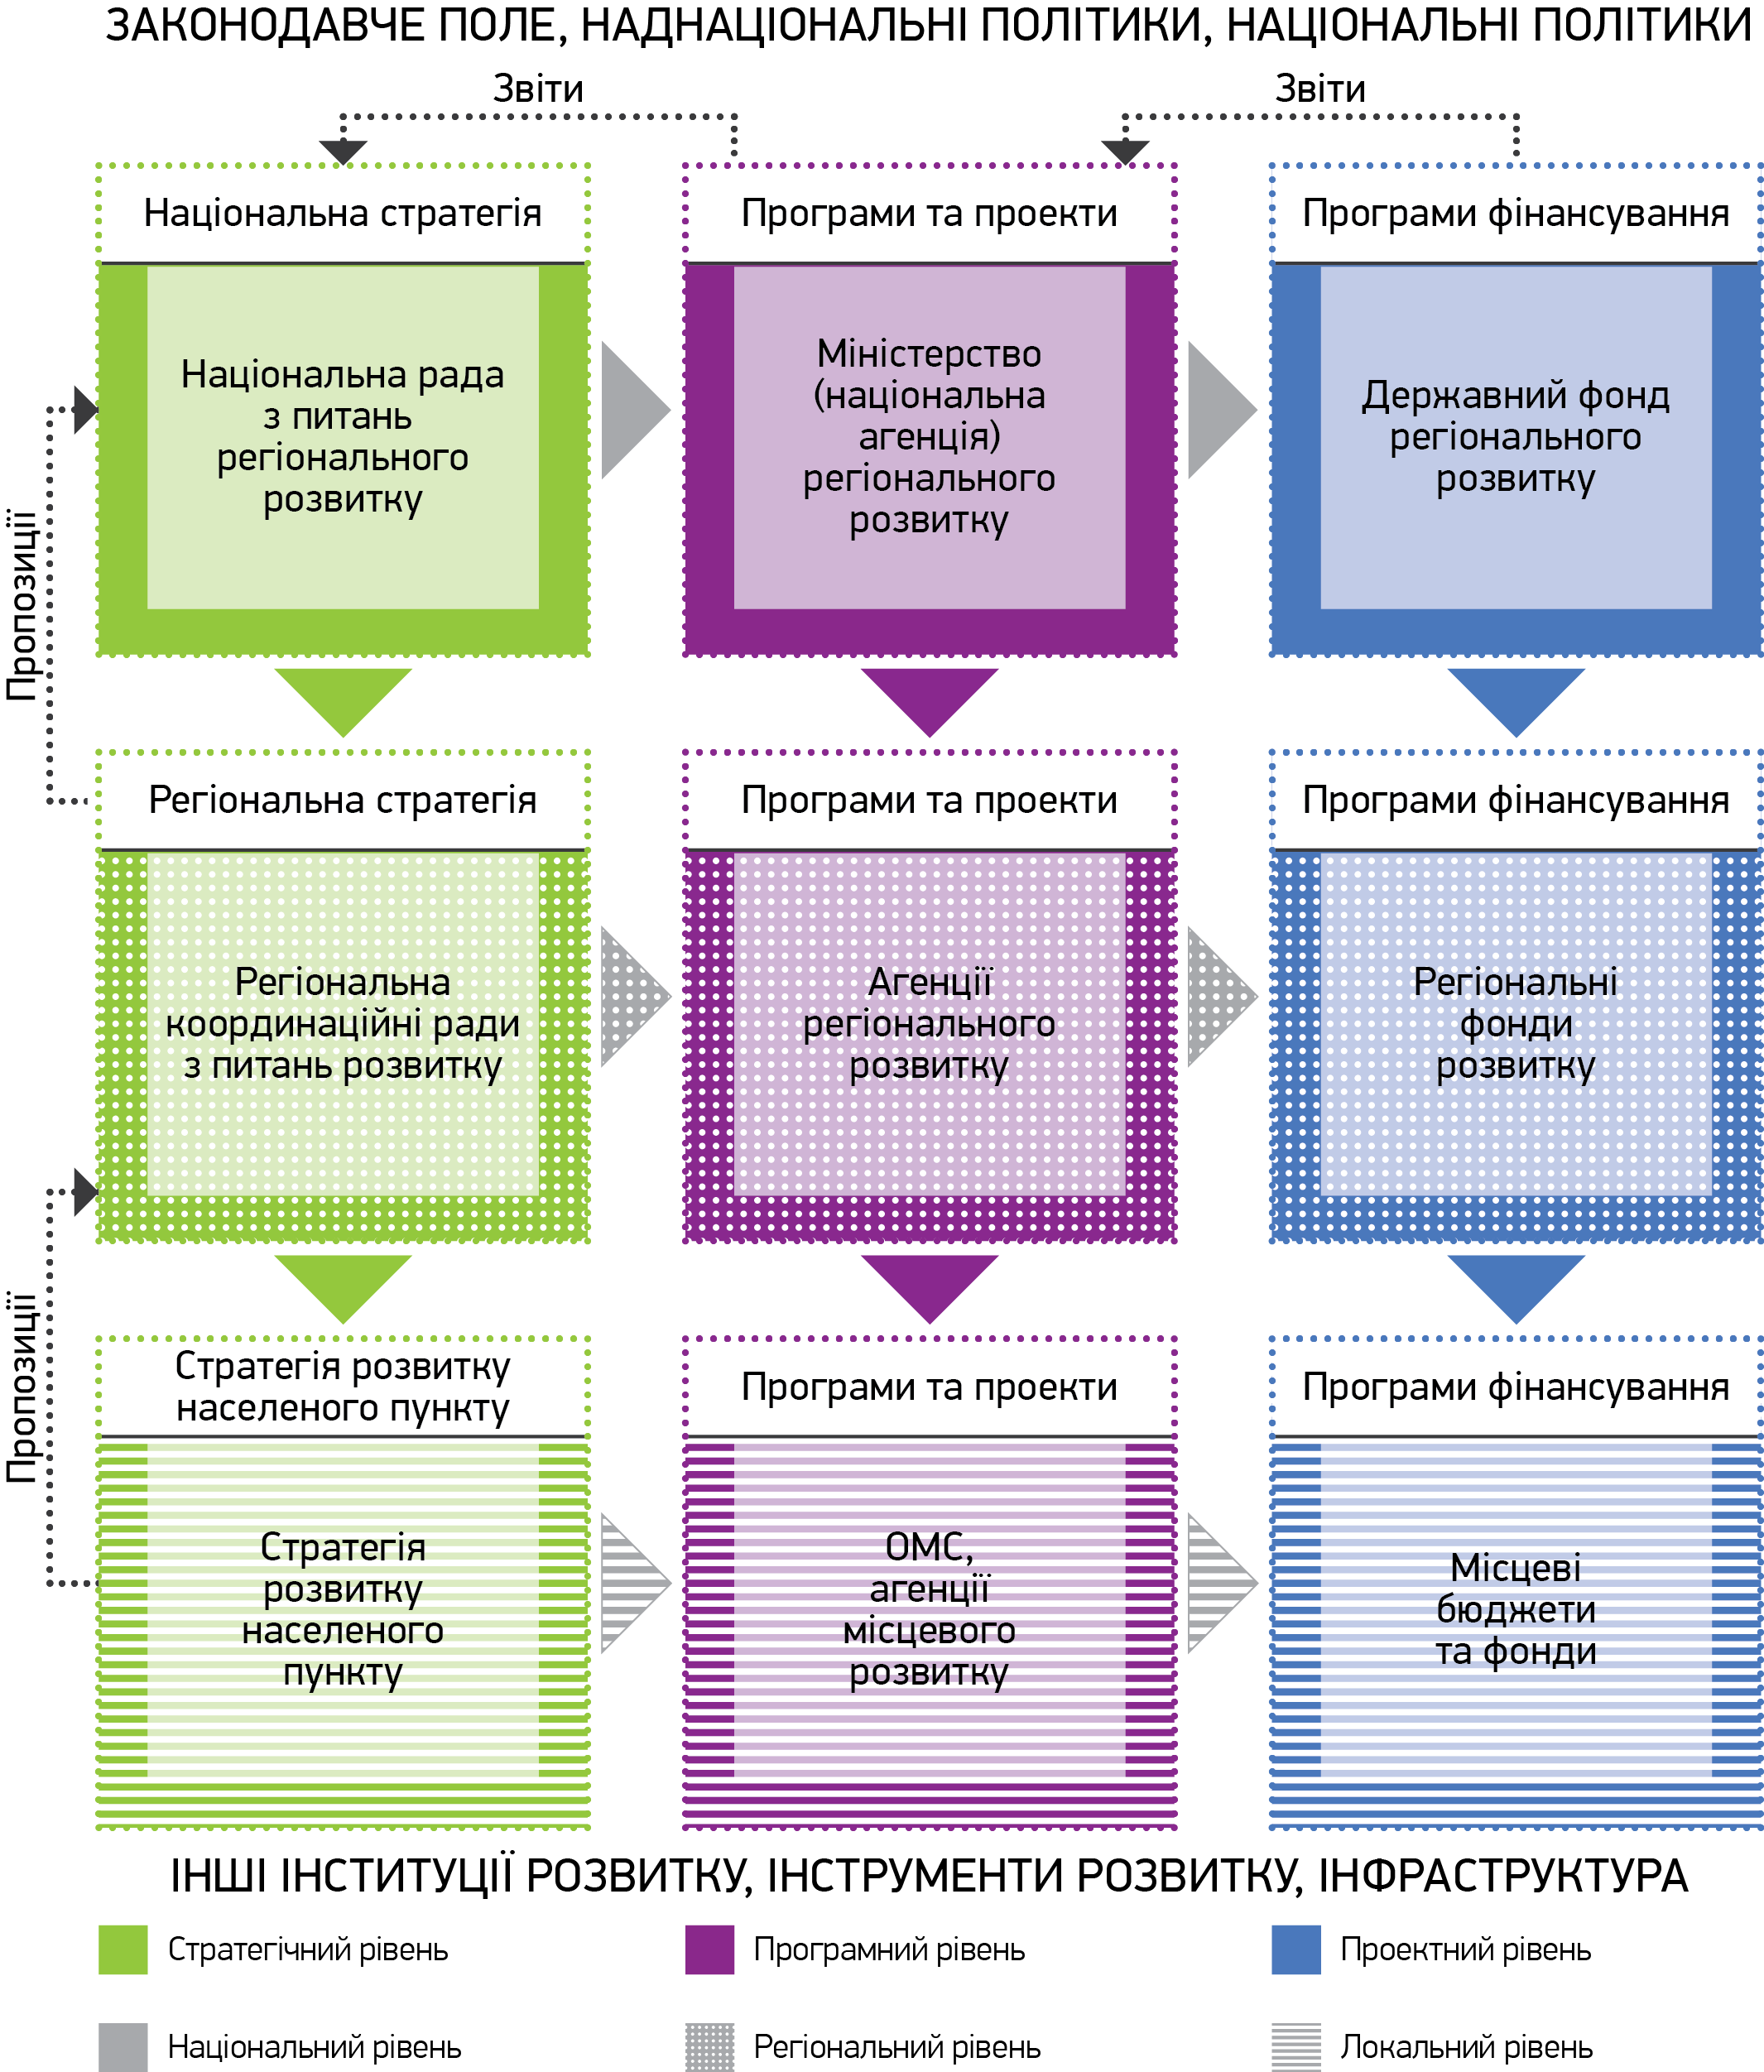 ЗАКОНОДАВЧЕ ПОЛЕ, НАДНАЦІОНАЛЬНІ ПОЛІТИКИ, НАЦІОНАЛЬНІ ПОЛІТИКИ
Звіти
Звіти
Національна стратегія
Програми та проекти
Програми фінансування
Національна рада
з питань
регіонального
розвитку
Міністерство
(національна
агенція)
регіонального
розвитку
Державний фонд
регіонального
розвитку
Пропозиції
Регіональна стратегія
Програми та проекти
Програми фінансування
Регіональна
координаційні ради
з питань розвитку
Агенції
регіонального
розвитку
Регіональні
фонди
розвитку
Пропозиції
Стратегія розвитку
населеного пункту
Програми та проекти
Програми фінансування
Стратегія
розвитку
населеного
пункту
ОМС,
агенції
місцевого
розвитку
Місцеві
бюджети
та фонди
ІНШІ ІНСТИТУЦІЇ РОЗВИТКУ, ІНСТРУМЕНТИ РОЗВИТКУ, ІНФРАСТРУКТУРА
Стратегічний рівень
Програмний рівень
Проектний рівень
Національний рівень
Регіональний рівень
Локальний рівень